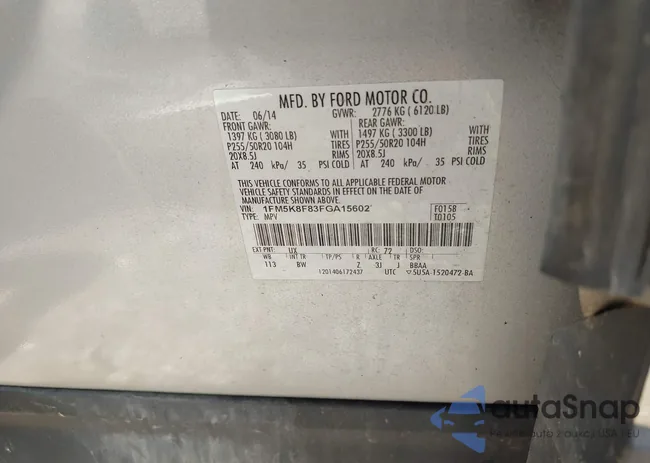 MFD. BY FORD MOTOR CO.
DATE: 06/14 GVWR: 2776 KG ( 6120 LB)
FRONT GAWR: REAR GAWR:
1397 KG ( 3080 LB) WITH 1497 KG ( 3300 LB) WITH
P255/50R20 104H TIRES P255/50R20 104H TIRES
20X8.5J RIMS 20X8.5J RIMS
AT 240 kPa/ 35 PSI COLD AT 240 kPa/ 35 PSI COLD
THIS VEHICLE CONFORMS TO ALL APPLICABLE FEDERAL MOTOR
VEHICLE SAFETY STANDARDS IN EFFECT ON THE DATE OF
MANUFACTURE SHOWN ABOVE.
VIN: 1FM5K8F83FGA15602 F0158
TYPE: MPV T0105
EXT PNT: UX RC: 72 DSO:
WB INT TR TP/PS R AXLE TR SPR
113 BW Z 3J J BBAA
1201406172437 UTC 5U5A-1520472-BA
autoSnap